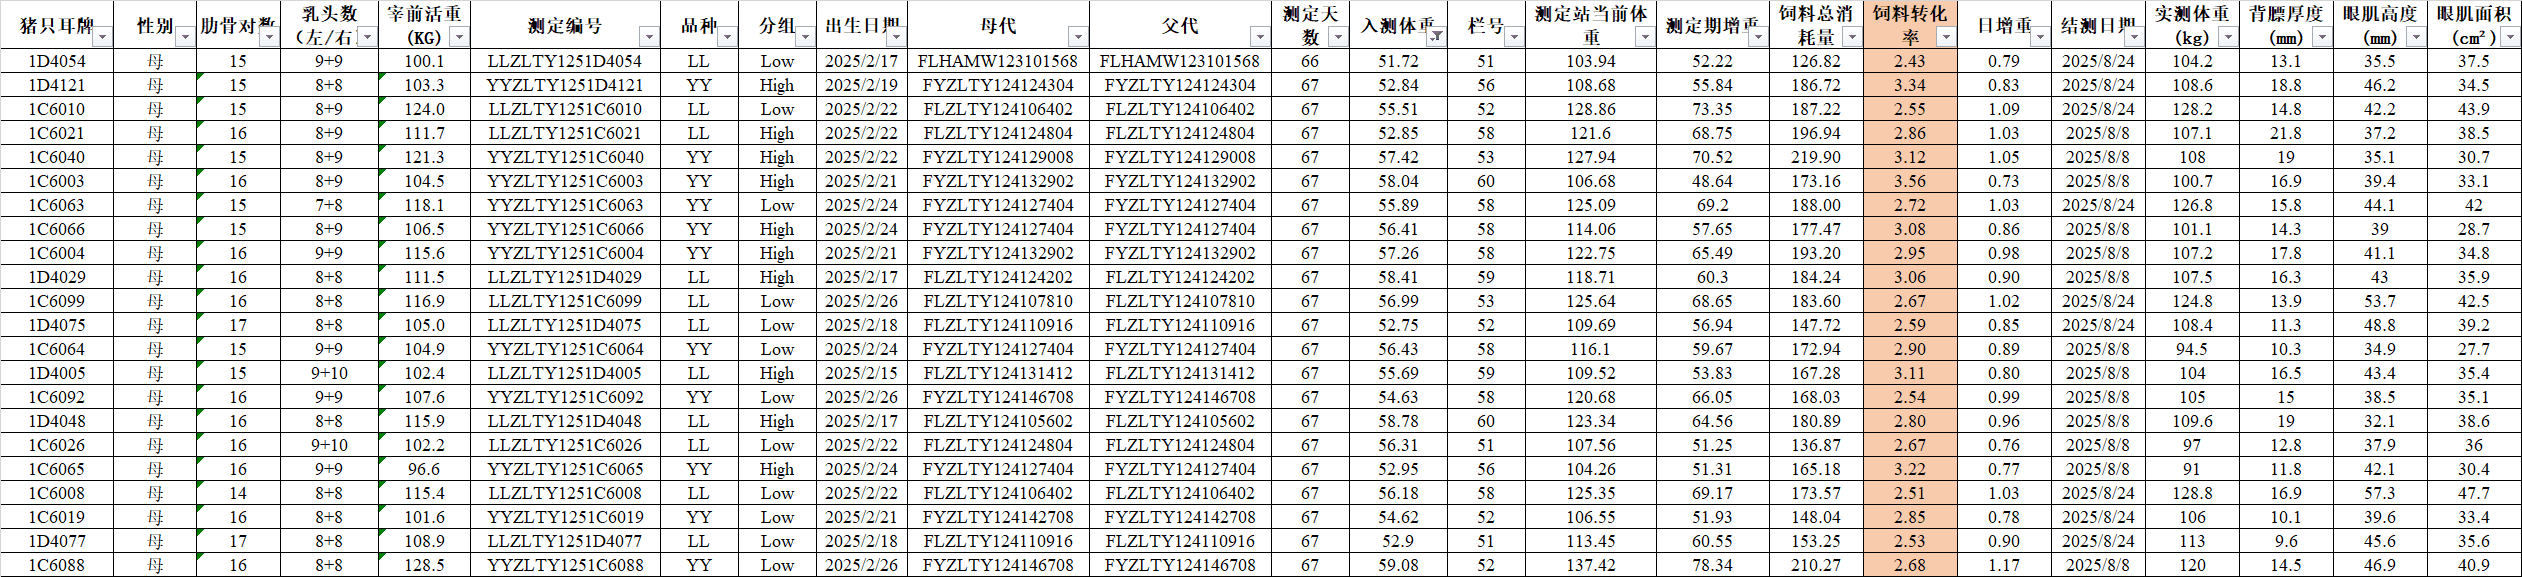 猪只耳牌 性别 肋骨对数 乳头数（左/右） 宰前活重(KG) 测定编号 品种 分组 出生日期 母代 父代 测定天数 入测体重 栏号 测定站当前体重 测定期增重 饲料总消耗量 饲料转化率 日增重 结测日期 实测体重(kg) 背膘厚度(mm) 眼肌高度(mm) 眼肌面积(cm²)
1D4054 母 15 9+9 100.1 LLZLTY1251D4054 LL Low 2025/2/17 FLHAMW123101568 FLHAMW123101568 66 51.72 51 103.94 52.22 126.82 2.43 0.79 2025/8/24 104.2 13.1 35.5 37.5
1D4121 母 15 8+8 103.3 YYZLTY1251D4121 YY High 2025/2/19 FYZLTY124124304 FYZLTY124124304 67 52.84 56 108.68 55.84 186.72 3.34 0.83 2025/8/24 108.6 18.8 46.2 34.5
1C6010 母 15 8+9 124.0 LLZLTY1251C6010 LL Low 2025/2/22 FLZLTY124106402 FLZLTY124106402 67 55.51 52 128.86 73.35 187.22 2.55 1.09 2025/8/24 128.2 14.8 42.2 43.9
1C6021 母 16 8+9 111.7 LLZLTY1251C6021 LL High 2025/2/22 FLZLTY124124804 FLZLTY124124804 67 52.85 58 121.6 68.75 196.94 2.86 1.03 2025/8/8 107.1 21.8 37.2 38.5
1C6040 母 15 8+9 121.3 YYZLTY1251C6040 YY High 2025/2/22 FYZLTY124129008 FYZLTY124129008 67 57.42 53 127.94 70.52 219.90 3.12 1.05 2025/8/8 108 19 35.1 30.7
1C6003 母 16 8+9 104.5 YYZLTY1251C6003 YY High 2025/2/21 FYZLTY124132902 FYZLTY124132902 67 58.04 60 106.68 48.64 173.16 3.56 0.73 2025/8/8 100.7 16.9 39.4 33.1
1C6063 母 15 7+8 118.1 YYZLTY1251C6063 YY Low 2025/2/24 FYZLTY124127404 FYZLTY124127404 67 55.89 58 125.09 69.2 188.00 2.72 1.03 2025/8/24 126.8 15.8 44.1 42
1C6066 母 15 8+8 106.5 YYZLTY1251C6066 YY High 2025/2/24 FYZLTY124127404 FYZLTY124127404 67 56.41 58 114.06 57.65 177.47 3.08 0.86 2025/8/8 101.1 14.3 39 28.7
1C6004 母 16 9+9 115.6 YYZLTY1251C6004 YY High 2025/2/21 FYZLTY124132902 FYZLTY124132902 67 57.26 58 122.75 65.49 193.20 2.95 0.98 2025/8/8 107.2 17.8 41.1 34.8
1D4029 母 16 8+8 111.5 LLZLTY1251D4029 LL High 2025/2/17 FLZLTY124124202 FLZLTY124124202 67 58.41 59 118.71 60.3 184.24 3.06 0.90 2025/8/8 107.5 16.3 43 35.9
1C6099 母 16 8+8 116.9 LLZLTY1251C6099 LL Low 2025/2/26 FLZLTY124107810 FLZLTY124107810 67 56.99 53 125.64 68.65 183.60 2.67 1.02 2025/8/24 124.8 13.9 53.7 42.5
1D4075 母 17 8+8 105.0 LLZLTY1251D4075 LL Low 2025/2/18 FLZLTY124110916 FLZLTY124110916 67 52.75 52 109.69 56.94 147.72 2.59 0.85 2025/8/24 108.4 11.3 48.8 39.2
1C6064 母 15 9+9 104.9 YYZLTY1251C6064 YY Low 2025/2/24 FYZLTY124127404 FYZLTY124127404 67 56.43 58 116.1 59.67 172.94 2.90 0.89 2025/8/8 94.5 10.3 34.9 27.7
1D4005 母 15 9+10 102.4 LLZLTY1251D4005 LL High 2025/2/15 FLZLTY124131412 FLZLTY124131412 67 55.69 59 109.52 53.83 167.28 3.11 0.80 2025/8/8 104 16.5 43.4 35.4
1C6092 母 16 9+9 107.6 YYZLTY1251C6092 YY Low 2025/2/26 FYZLTY124146708 FYZLTY124146708 67 54.63 58 120.68 66.05 168.03 2.54 0.99 2025/8/8 105 15 38.5 35.1
1D4048 母 16 8+8 115.9 LLZLTY1251D4048 LL High 2025/2/17 FLZLTY124105602 FLZLTY124105602 67 58.78 60 123.34 64.56 180.89 2.80 0.96 2025/8/8 109.6 19 32.1 38.6
1C6026 母 16 9+10 102.2 LLZLTY1251C6026 LL Low 2025/2/22 FLZLTY124124804 FLZLTY124124804 67 56.31 51 107.56 51.25 136.87 2.67 0.76 2025/8/8 97 12.8 37.9 36
1C6065 母 16 9+9 96.6 YYZLTY1251C6065 YY High 2025/2/24 FYZLTY124127404 FYZLTY124127404 67 52.95 56 104.26 51.31 165.18 3.22 0.77 2025/8/8 91 11.8 42.1 30.4
1C6008 母 14 8+8 115.4 LLZLTY1251C6008 LL Low 2025/2/22 FLZLTY124106402 FLZLTY124106402 67 56.18 58 125.35 69.17 173.57 2.51 1.03 2025/8/24 128.8 16.9 57.3 47.7
1C6019 母 16 8+8 101.6 YYZLTY1251C6019 YY Low 2025/2/21 FYZLTY124142708 FYZLTY124142708 67 54.62 52 106.55 51.93 148.04 2.85 0.78 2025/8/24 106 10.1 39.6 33.4
1D4077 母 17 8+8 108.9 LLZLTY1251D4077 LL Low 2025/2/18 FLZLTY124110916 FLZLTY124110916 67 52.9 51 113.45 60.55 153.25 2.53 0.90 2025/8/24 113 9.6 45.6 35.6
1C6088 母 16 8+8 128.5 YYZLTY1251C6088 YY Low 2025/2/26 FYZLTY124146708 FYZLTY124146708 67 59.08 52 137.42 78.34 210.27 2.68 1.17 2025/8/8 120 14.5 46.9 40.9